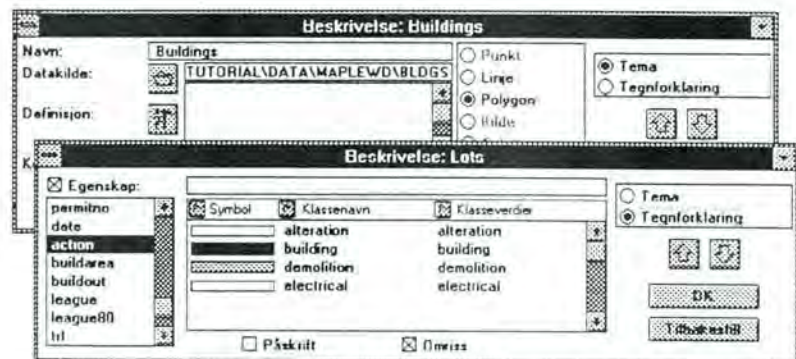 Beskrivelse: Buildings
Navn: Buildings
Datakilde: TUTORIAL\DATA\MAPLEWD\BLDGS
Definisjon:
Punkt
Linje
Polygon
Bilde
Tema
Tegnforklaring
Beskrivelse: Lots
Egenskap:
permitno
date
action
buildarea
buildout
league
league80
Symbol Klassenavn Klasseverdier
alteration alteration
building building
demolition demolition
electrical electrical
Påskrift Omriss
Tema
Tegnforklaring
OK
Tilbakestill